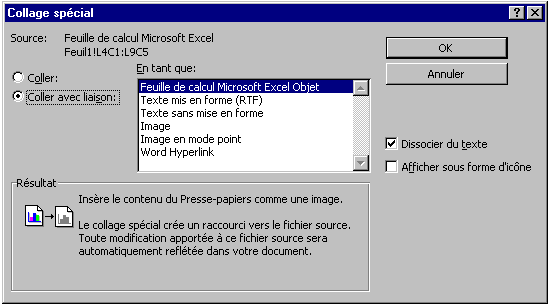 Collage spécial
Source: Feuille de calcul Microsoft Excel
Feuil1!L4C1:L9C5
OK
Annuler
Coller:
Coller avec liaison:
En tant que:
Feuille de calcul Microsoft Excel Objet
Texte mis en forme (RTF)
Texte sans mise en forme
Image
Image en mode point
Word Hyperlink
Dissocier du texte
Afficher sous forme d'icône
Résultat
Insère le contenu du Presse-papiers comme une image.
Le collage spécial crée un raccourci vers le fichier source.
Toute modification apportée à ce fichier source sera
automatiquement reflétée dans votre document.